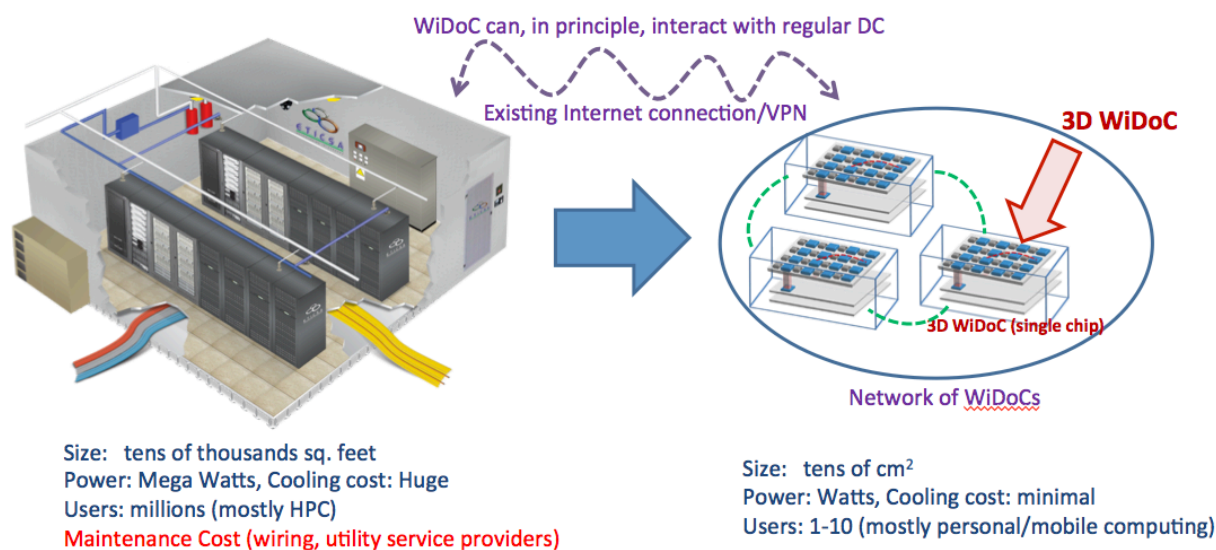 WiDoC can, in principle, interact with regular DC
Existing Internet connection/VPN
3D WiDoC
ETICSA
3D WiDoC (single chip)
Network of WiDoCs
Size: tens of thousands sq. feet
Power: Mega Watts, Cooling cost: Huge
Users: millions (mostly HPC)
Maintenance Cost (wiring, utility service providers)
Size: tens of cm²
Power: Watts, Cooling cost: minimal
Users: 1-10 (mostly personal/mobile computing)